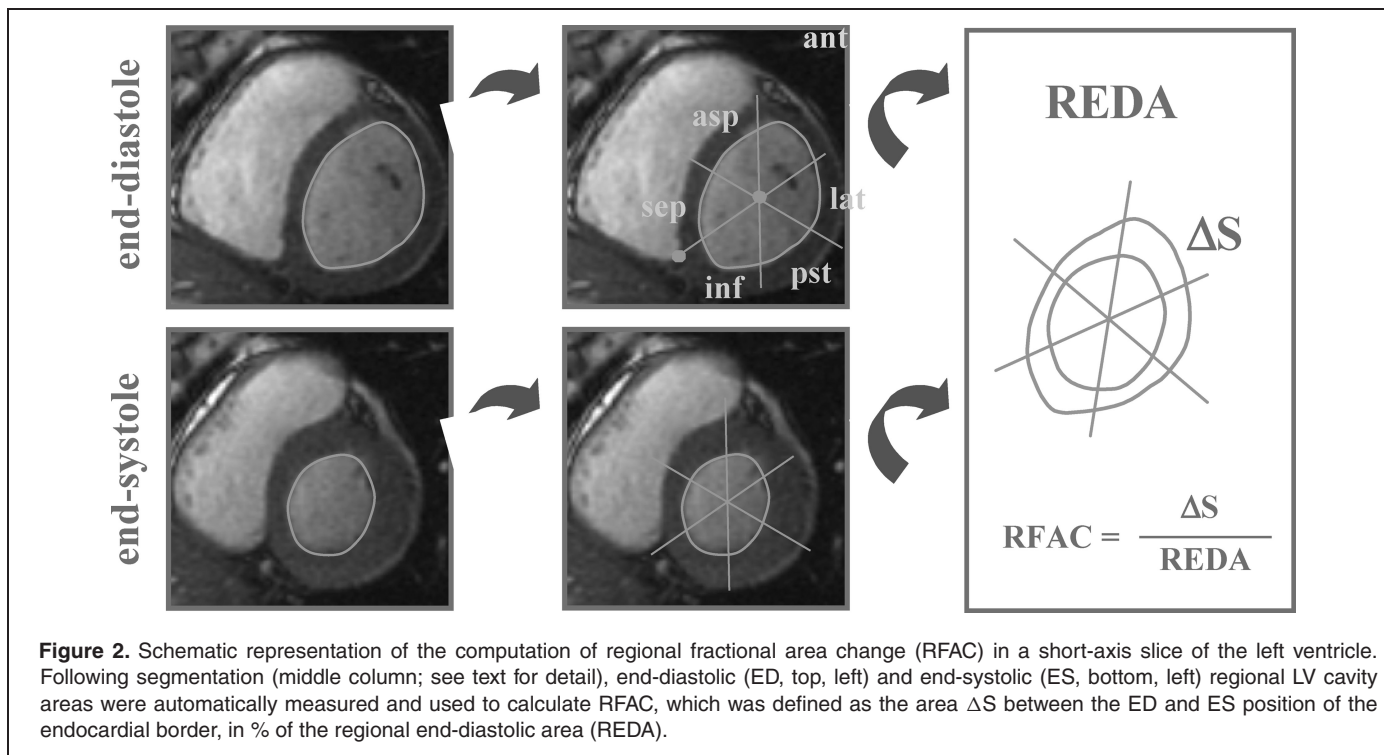 end-diastole
ant
asp
sep
lat
inf
pst
end-systole
REDA
ΔS
RFAC = ΔS / REDA
Figure 2. Schematic representation of the computation of regional fractional area change (RFAC) in a short-axis slice of the left ventricle.
Following segmentation (middle column; see text for detail), end-diastolic (ED, top, left) and end-systolic (ES, bottom, left) regional LV cavity
areas were automatically measured and used to calculate RFAC, which was defined as the area ΔS between the ED and ES position of the
endocardial border, in % of the regional end-diastolic area (REDA).